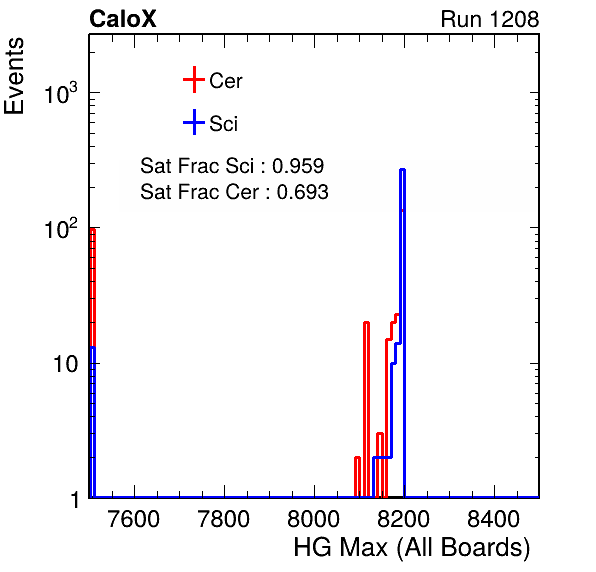 CaloX Run 1208
Events
Cer
Sci
Sat Frac Sci : 0.959
Sat Frac Cer : 0.693
10³
10²
10
1
7600 7800 8000 8200 8400
HG Max (All Boards)